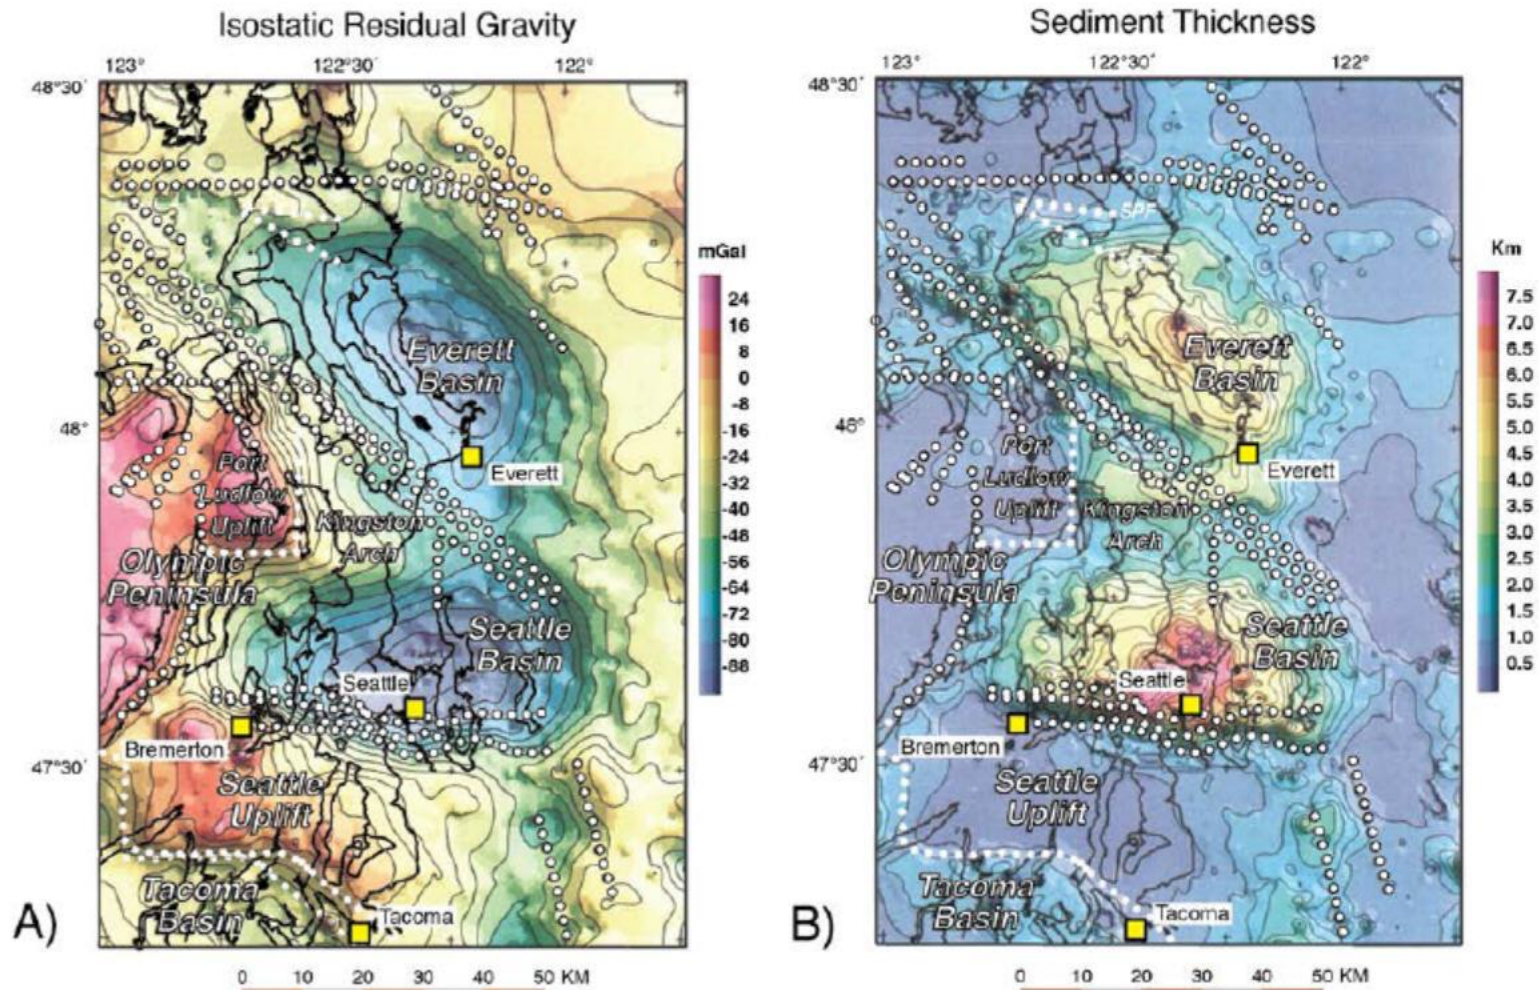 Isostatic Residual Gravity
123°
122°30'
122°
48°30'
48°
47°30'
mGal
24
16
8
0
-8
-16
-24
-32
-40
-48
-56
-64
-72
-80
-88
Everett
Basin
Everett
Port
Ludlow
Uplift
Kingston
Arch
Olympic
Peninsula
Seattle
Basin
Seattle
Bremerton
Seattle
Uplift
Tacoma
Basin
Tacoma
A)
0 10 20 30 40 50 KM
Sediment Thickness
123°
122°30'
122°
48°30'
48°
47°30'
Km
7.5
7.0
6.5
6.0
5.5
5.0
4.5
4.0
3.5
3.0
2.5
2.0
1.5
1.0
0.5
SPF
Everett
Basin
Everett
Port
Ludlow
Uplift
Kingston
Arch
Olympic
Peninsula
Seattle
Basin
Seattle
Bremerton
Seattle
Uplift
Tacoma
Basin
Tacoma
B)
0 10 20 30 40 50 KM